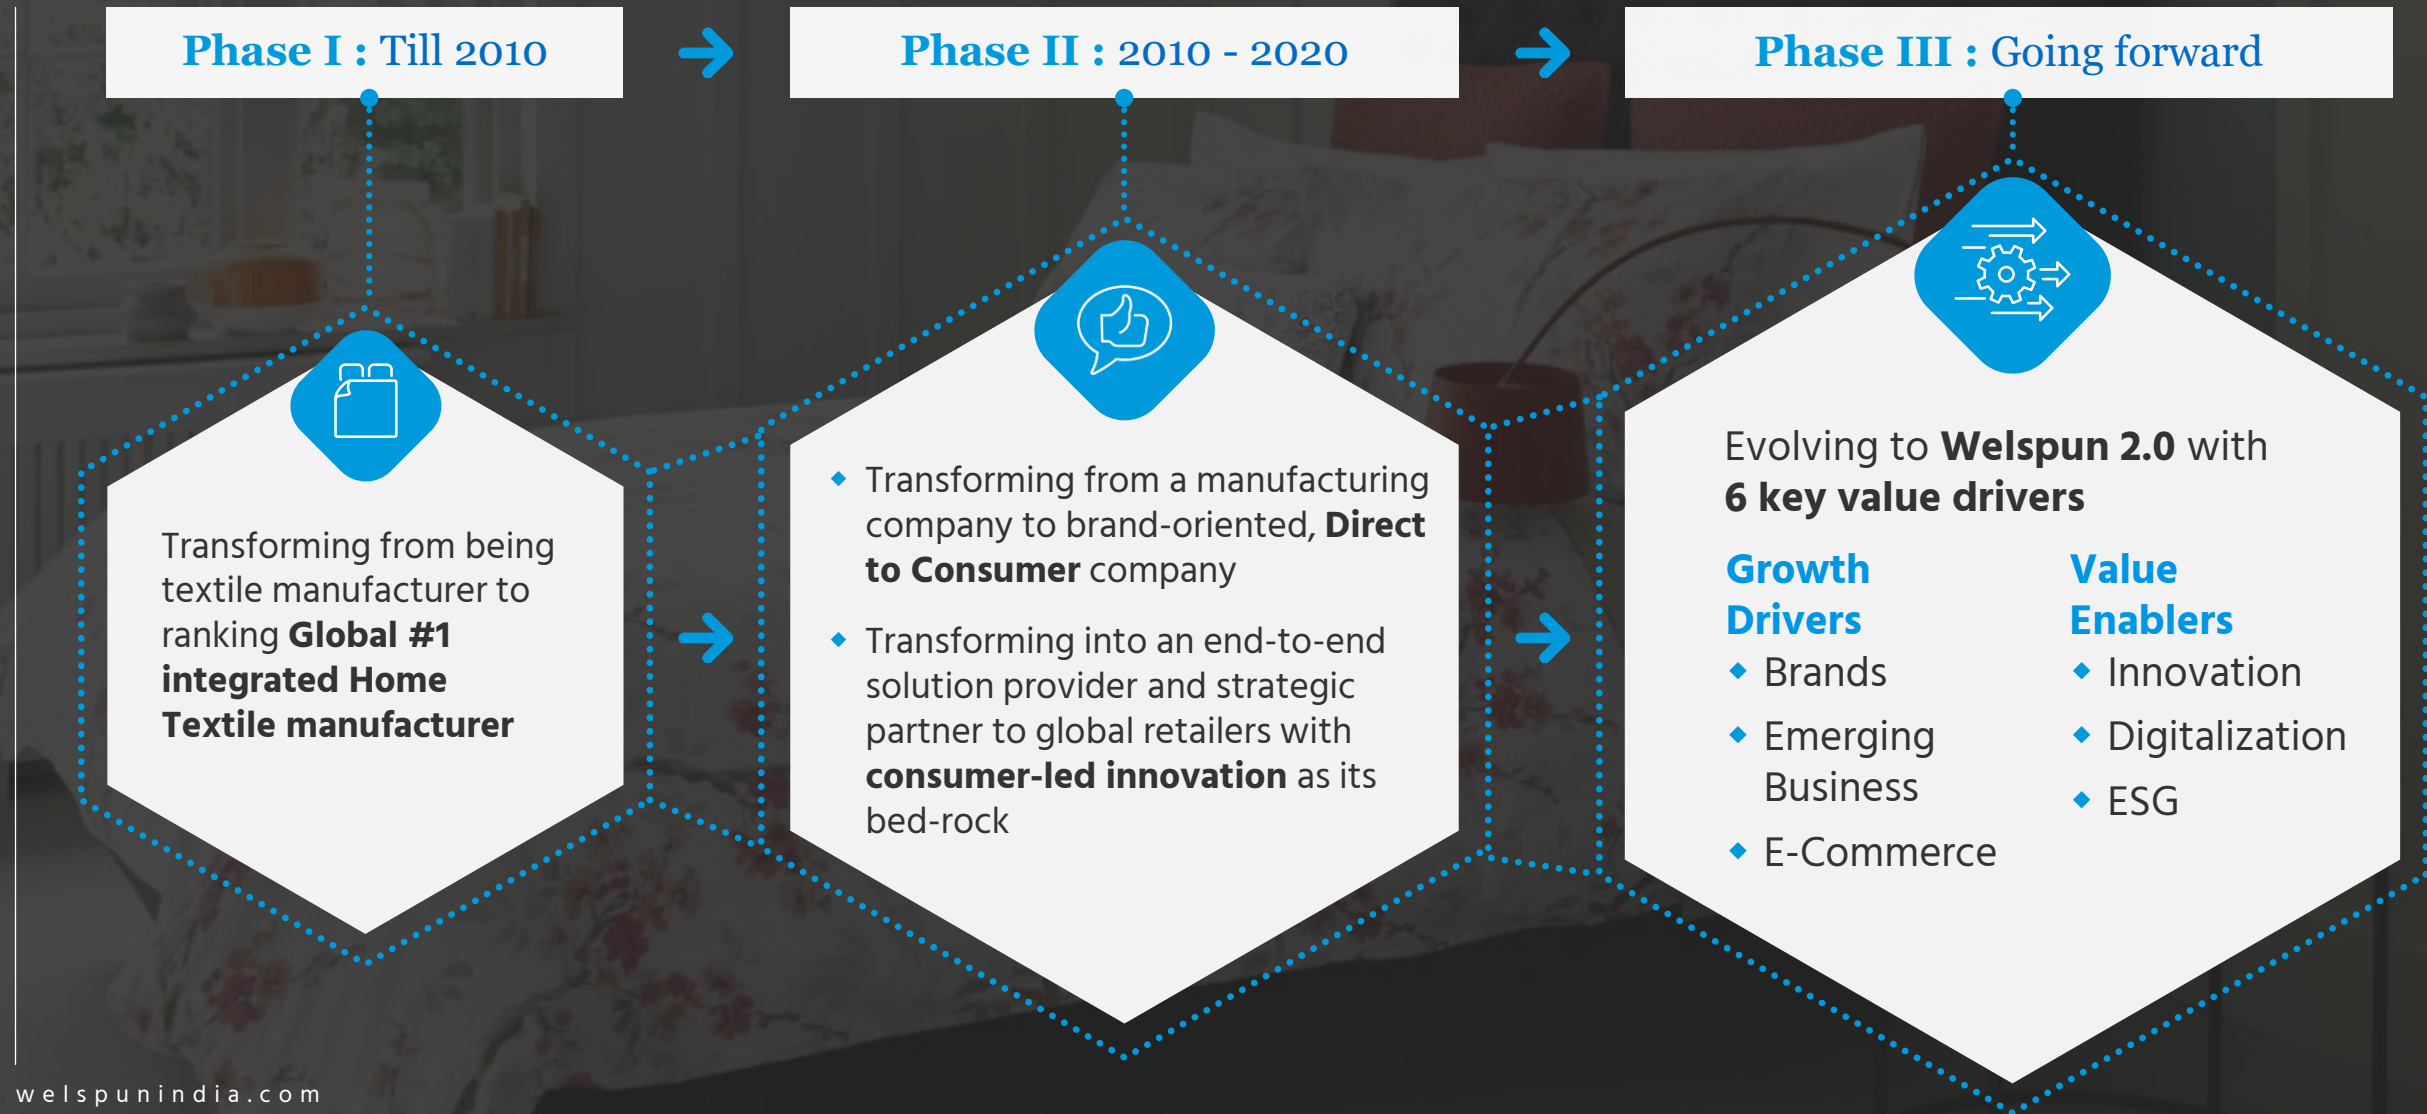 Phase I : Till 2010
Phase II : 2010 - 2020
Phase III : Going forward
Transforming from being
textile manufacturer to
ranking Global #1
integrated Home
Textile manufacturer
Transforming from a manufacturing
company to brand-oriented, Direct
to Consumer company
Transforming into an end-to-end
solution provider and strategic
partner to global retailers with
consumer-led innovation as its
bed-rock
Evolving to Welspun 2.0 with
6 key value drivers
Growth
Drivers
Brands
Emerging
Business
E-Commerce
Value
Enablers
Innovation
Digitalization
ESG
welspunindia.com